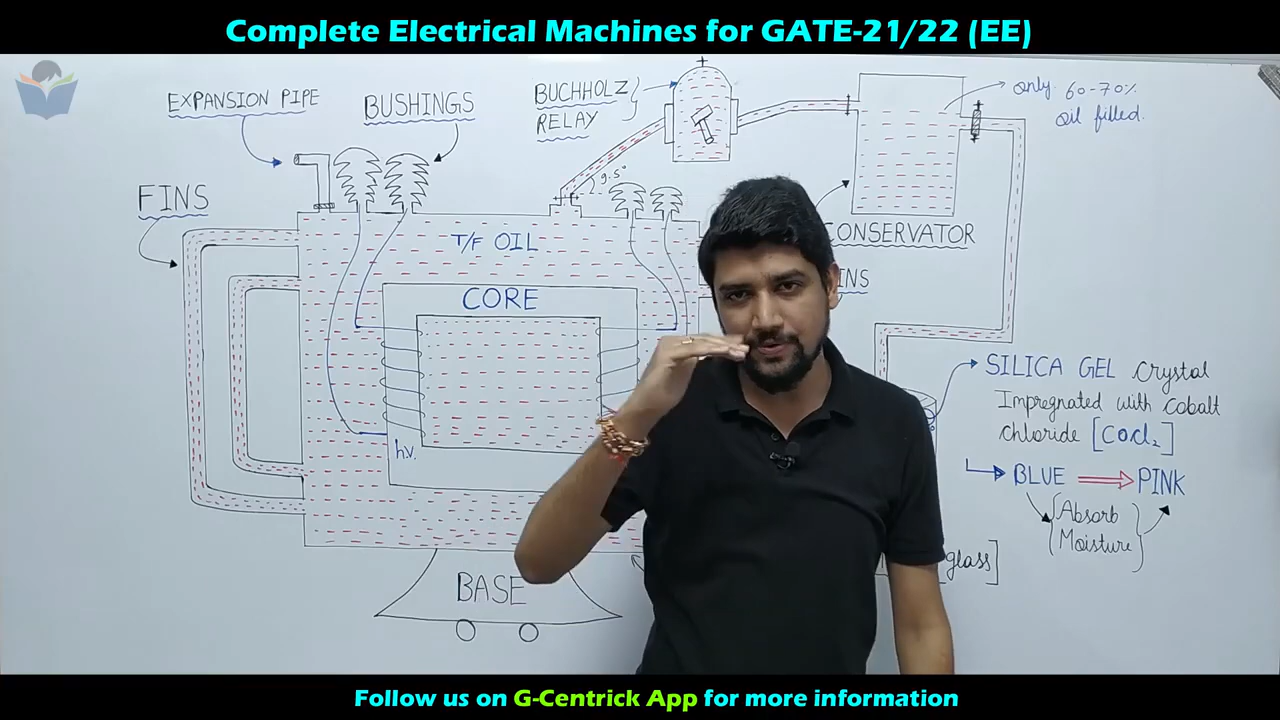 Complete Electrical Machines for GATE-21/22 (EE)
EXPANSION PIPE
BUSHINGS
BUCHHOLZ
RELAY
only 60-70%
oil filled.
FINS
9.5°
T/F OIL
CONSERVATOR
CORE
INS
SILICA GEL crystal
Impregnated with cobalt
chloride [COCl₂]
h.v.
BLUE ⇒ PINK
Absorb
Moisture
glass]
BASE
Follow us on G-Centrick App for more information